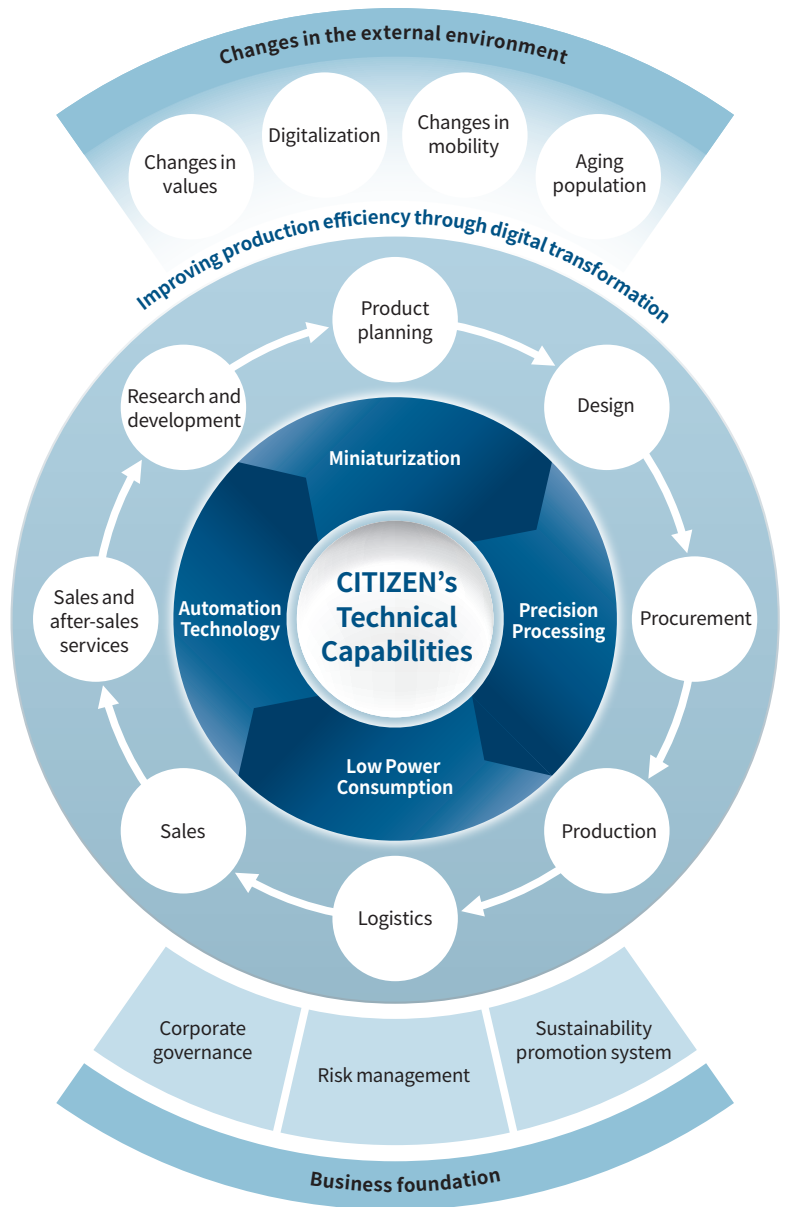 Changes in the external environment
Changes in
values
Digitalization
Changes in
mobility
Aging
population
Improving production efficiency through digital transformation
Product
planning
Design
Procurement
Production
Logistics
Sales
Sales and
after-sales
services
Research and
development
Miniaturization
Precision
Processing
Low Power
Consumption
Automation
Technology
CITIZEN's
Technical
Capabilities
Corporate
governance
Risk management
Sustainability
promotion system
Business foundation